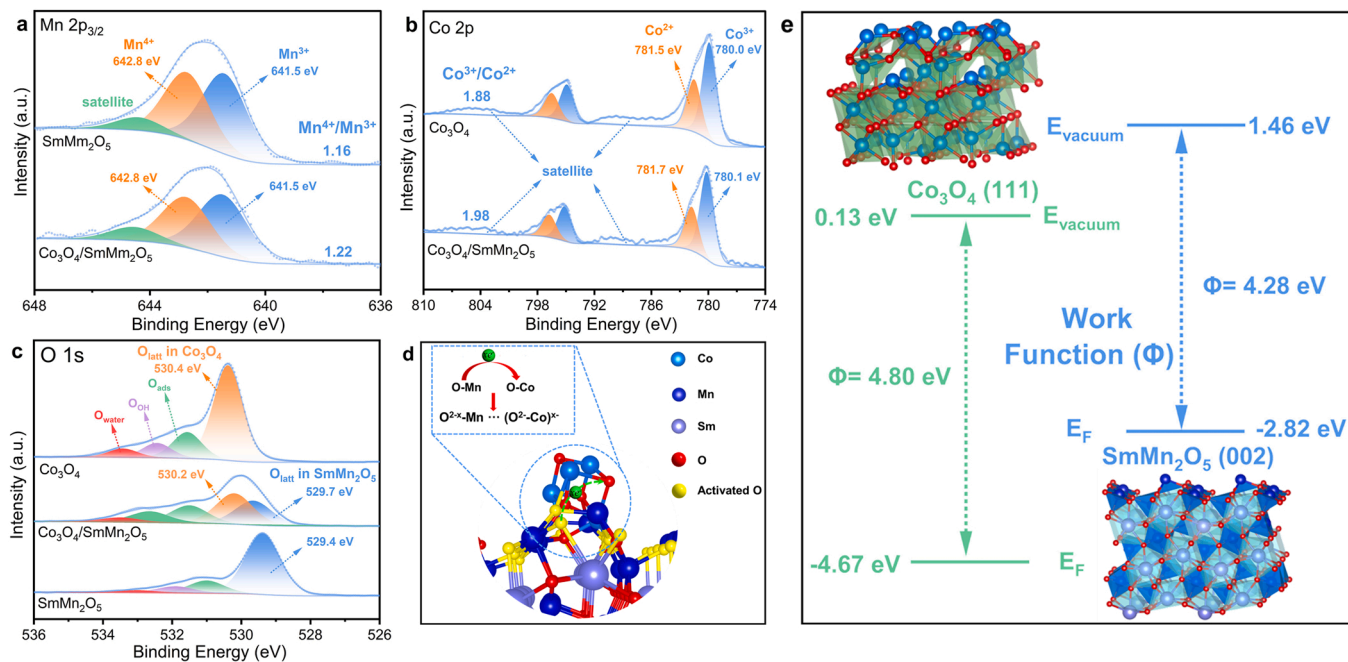 a
Mn 2p3/2
Mn4+
642.8 eV
Mn3+
641.5 eV
satellite
Mn4+/Mn3+
1.16
SmMm2O5
642.8 eV
641.5 eV
1.22
Co3O4/SmMm2O5
Intensity (a.u.)
648 644 640 636
Binding Energy (eV)
b
Co 2p
Co2+
781.5 eV
Co3+
780.0 eV
Co3+/Co2+
1.88
Co3O4
satellite
781.7 eV
780.1 eV
1.98
Co3O4/SmMn2O5
Intensity (a.u.)
810 804 798 792 786 780 774
Binding Energy (eV)
c
O 1s
Olatt in Co3O4
530.4 eV
Oads
OOH
Owater
Co3O4
530.2 eV
Olatt in SmMn2O5
529.7 eV
Co3O4/SmMn2O5
529.4 eV
SmMn2O5
Intensity (a.u.)
536 534 532 530 528 526
Binding Energy (eV)
d
O-Mn O-Co
O2-x-Mn ··· (O2--Co)x-
Co
Mn
Sm
O
Activated O
e
Evacuum 1.46 eV
Co3O4 (111)
0.13 eV Evacuum
Φ= 4.28 eV
Work
Function (Φ)
Φ= 4.80 eV
EF -2.82 eV
SmMn2O5 (002)
-4.67 eV EF